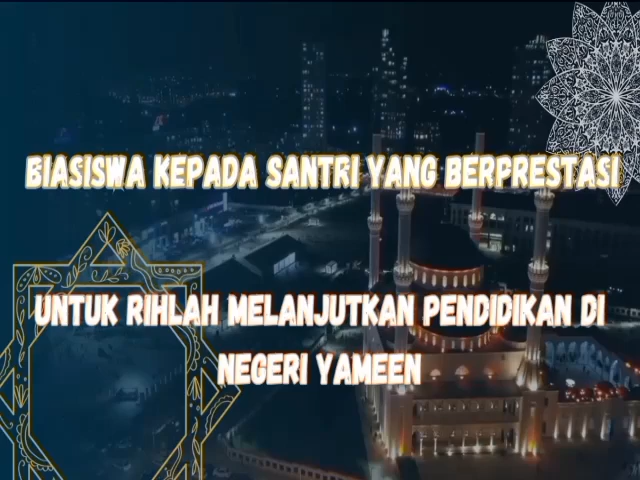 BIASISWA KEPADA SANTRI YANG BERPRESTASI
UNTUK RIHLAH MELANJUTKAN PENDIDIKAN DI
NEGERI YAMEEN